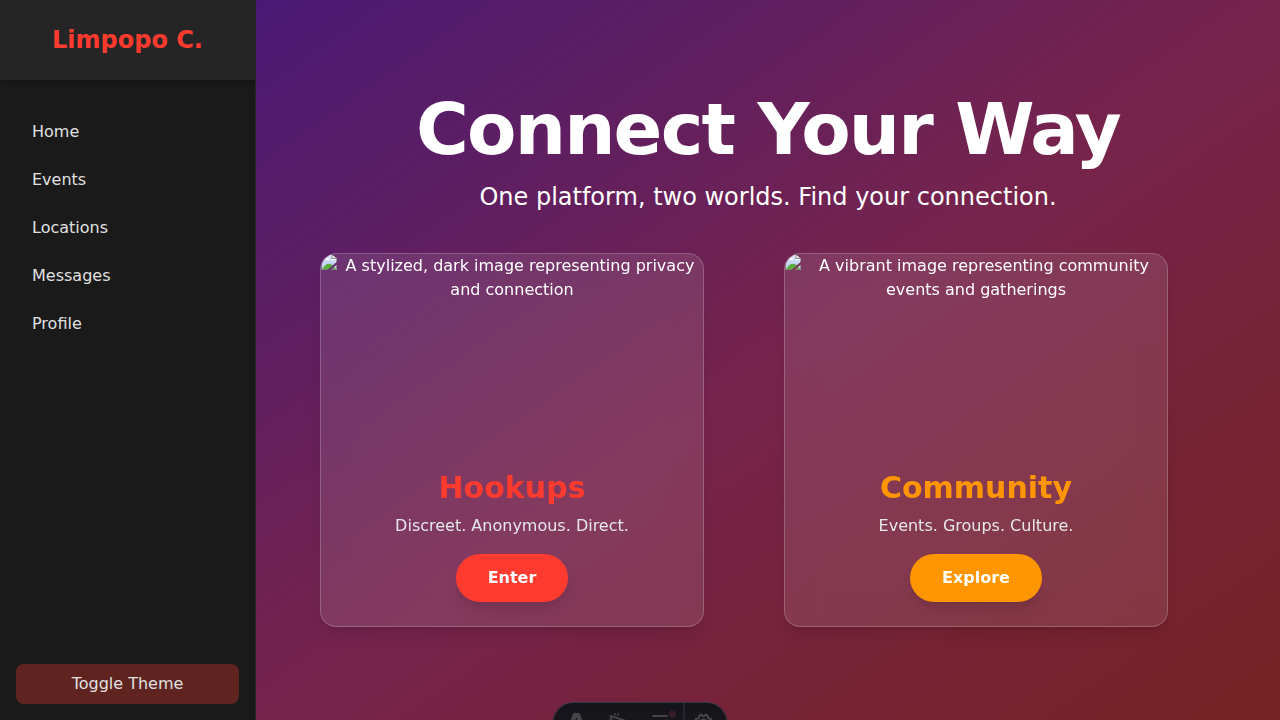 Limpopo C.
Home
Events
Locations
Messages
Profile
Toggle Theme
Connect Your Way
One platform, two worlds. Find your connection.
A stylized, dark image representing privacy
and connection
Hookups
Discreet. Anonymous. Direct.
Enter
A vibrant image representing community
events and gatherings
Community
Events. Groups. Culture.
Explore